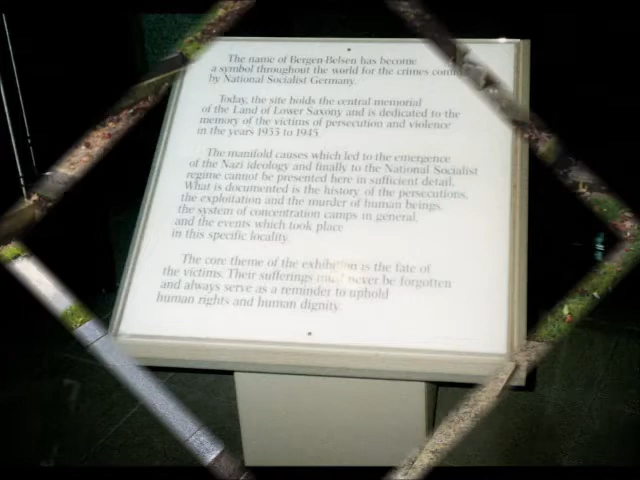 The name of Bergen-Belsen has become
a symbol throughout the world for the crimes
by National Socialist Germany.
Today, the site holds the central memorial
of the Land of Lower Saxony and is dedicated to the
memory of the victims of persecution and violence
in the years 1933 to 1945.
The manifold causes which led to the emergence
of the Nazi ideology and finally to the National Socialist
regime cannot be presented here in sufficient detail.
What is documented is the history of the persecutions,
the exploitation and the murder of human beings,
the system of concentration camps in general,
and the events which took place
in this specific locality.
The core theme of the exhibition is the fate of
the victims. Their sufferings must never be forgotten
and always serve as a reminder to uphold
human rights and human dignity.